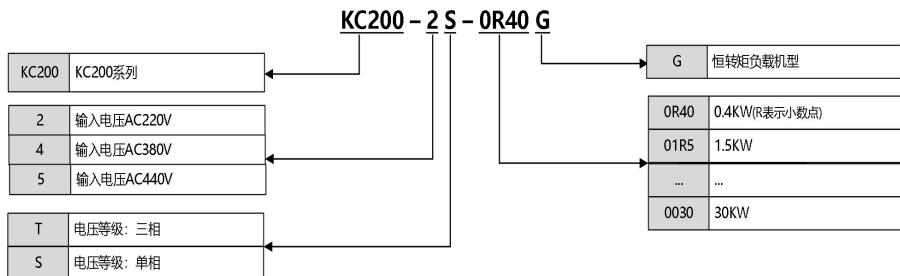 KC200 – 2 S – 0R40 G
KC200 KC200系列
2 输入电压AC220V
4 输入电压AC380V
5 输入电压AC440V
T 电压等级：三相
S 电压等级：单相
G 恒转矩负载机型
0R40 0.4KW(R表示小数点)
01R5 1.5KW
... ...
0030 30KW